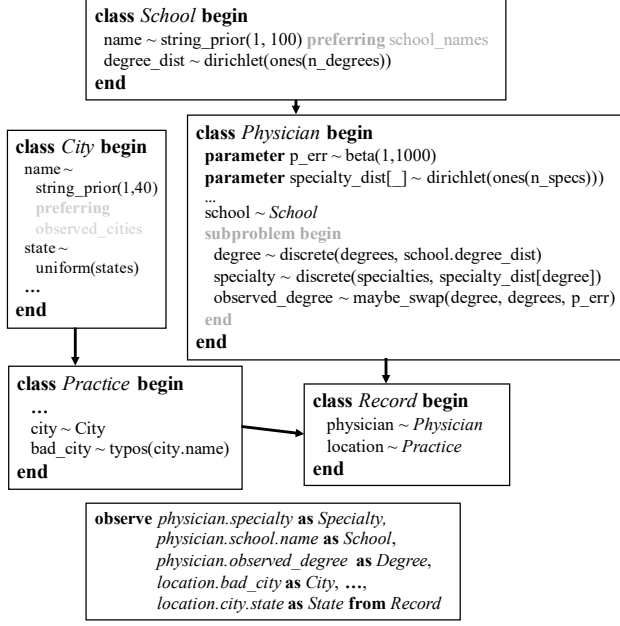 class School begin
name ~ string_prior(1, 100) preferring school_names
degree_dist ~ dirichlet(ones(n_degrees))
end
class City begin
name ~
string_prior(1,40)
preferring
observed_cities
state ~
uniform(states)
...
end
class Physician begin
parameter p_err ~ beta(1,1000)
parameter specialty_dist[_] ~ dirichlet(ones(n_specs)))
...
school ~ School
subproblem begin
degree ~ discrete(degrees, school.degree_dist)
specialty ~ discrete(specialties, specialty_dist[degree])
observed_degree ~ maybe_swap(degree, degrees, p_err)
end
end
class Practice begin
...
city ~ City
bad_city ~ typos(city.name)
end
class Record begin
physician ~ Physician
location ~ Practice
end
observe physician.specialty as Specialty,
physician.school.name as School,
physician.observed_degree as Degree,
location.bad_city as City, ...,
location.city.state as State from Record